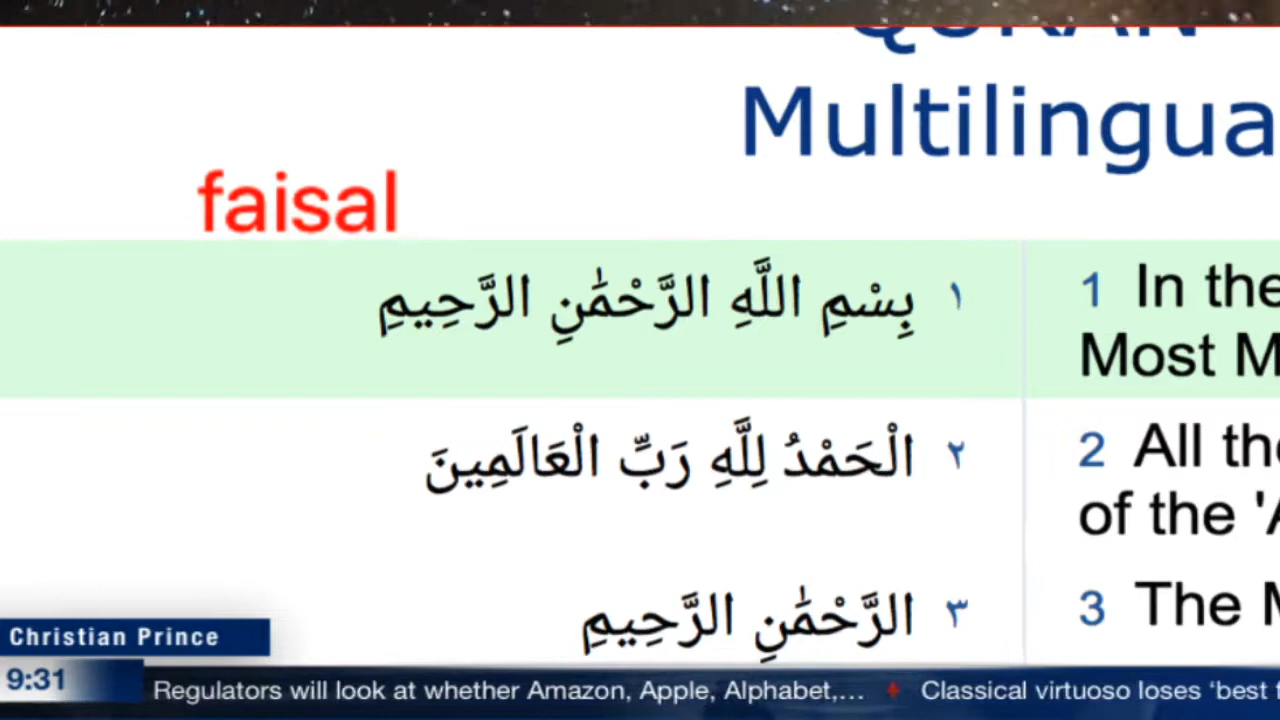 QURAN
Multilingua
faisal
١ بِسْمِ اللَّهِ الرَّحْمَٰنِ الرَّحِيمِ
1 In the
Most M
٢ الْحَمْدُ لِلَّهِ رَبِّ الْعَالَمِينَ
2 All the
of the 'A
٣ الرَّحْمَٰنِ الرَّحِيمِ
3 The M
Christian Prince
9:31 Regulators will look at whether Amazon, Apple, Alphabet,... ♦ Classical virtuoso loses ‘best f